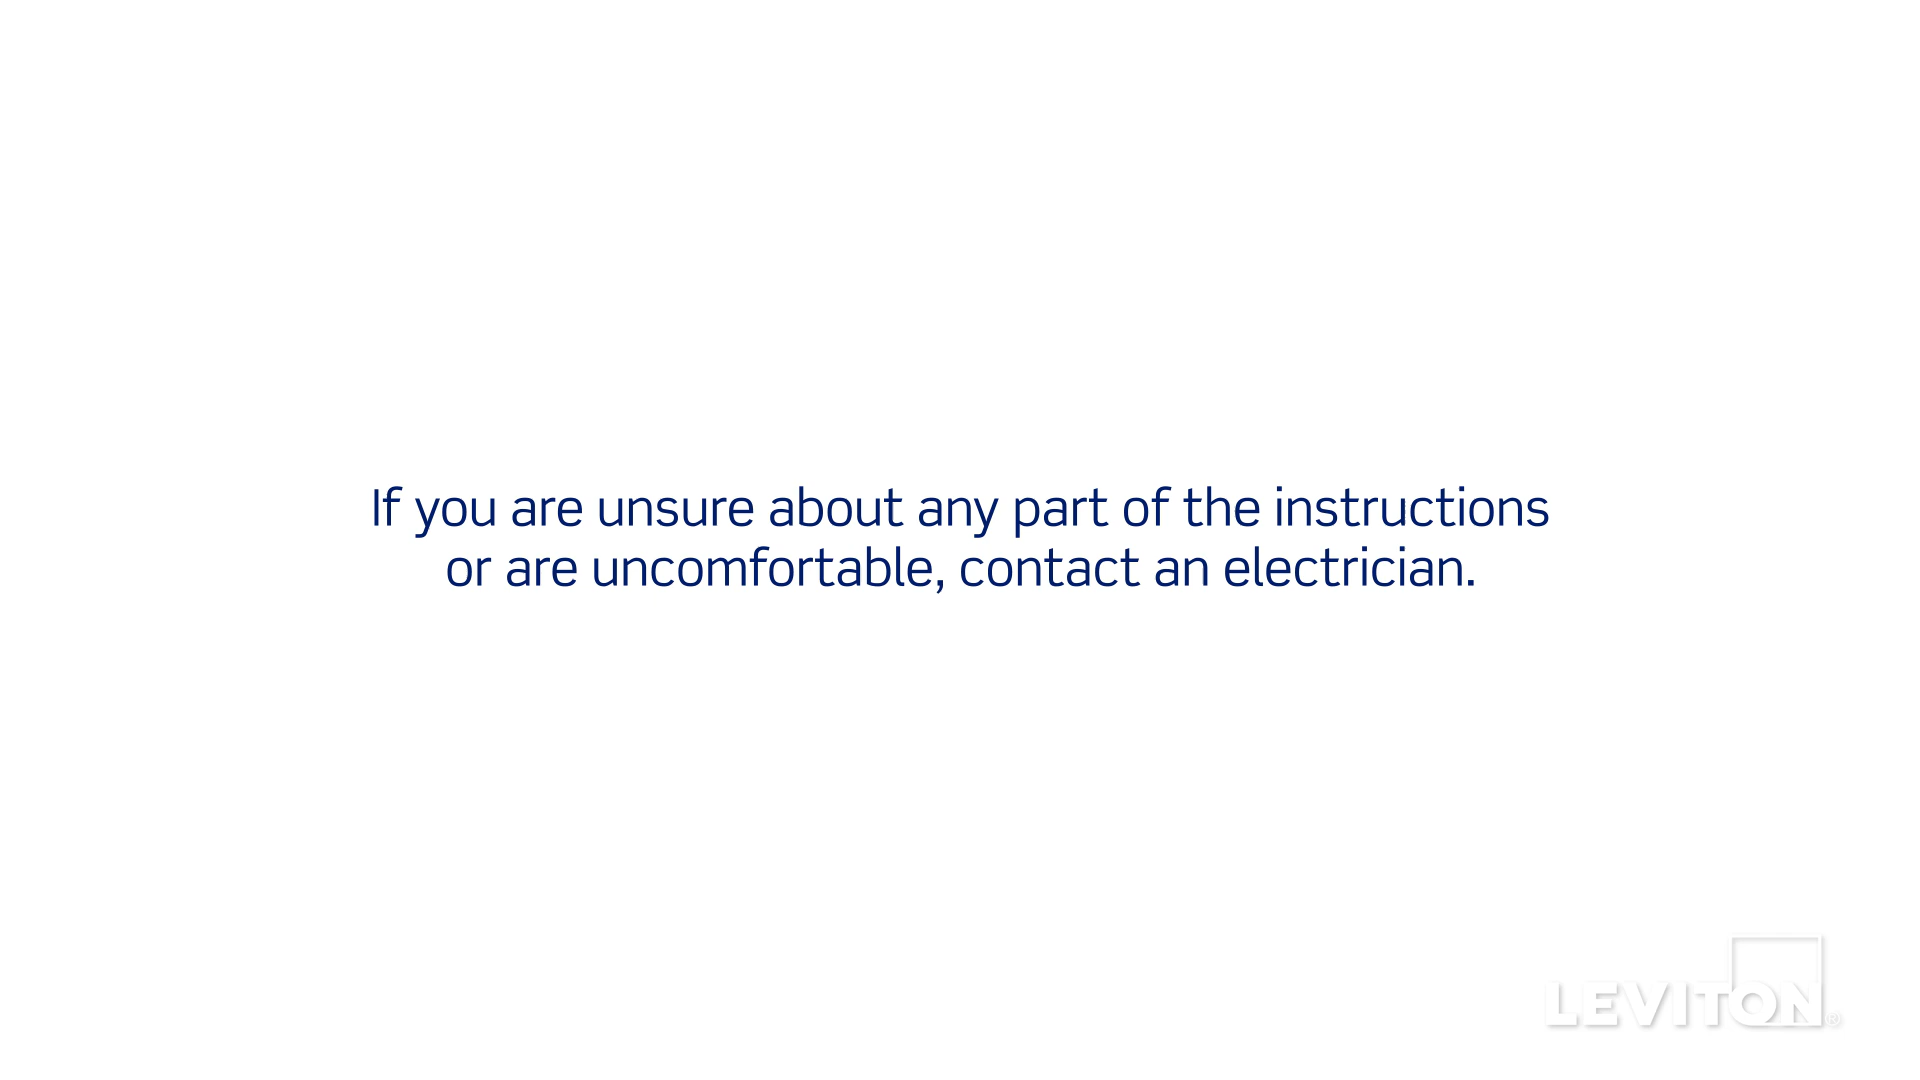 If you are unsure about any part of the instructions
or are uncomfortable, contact an electrician.
LEVITON®